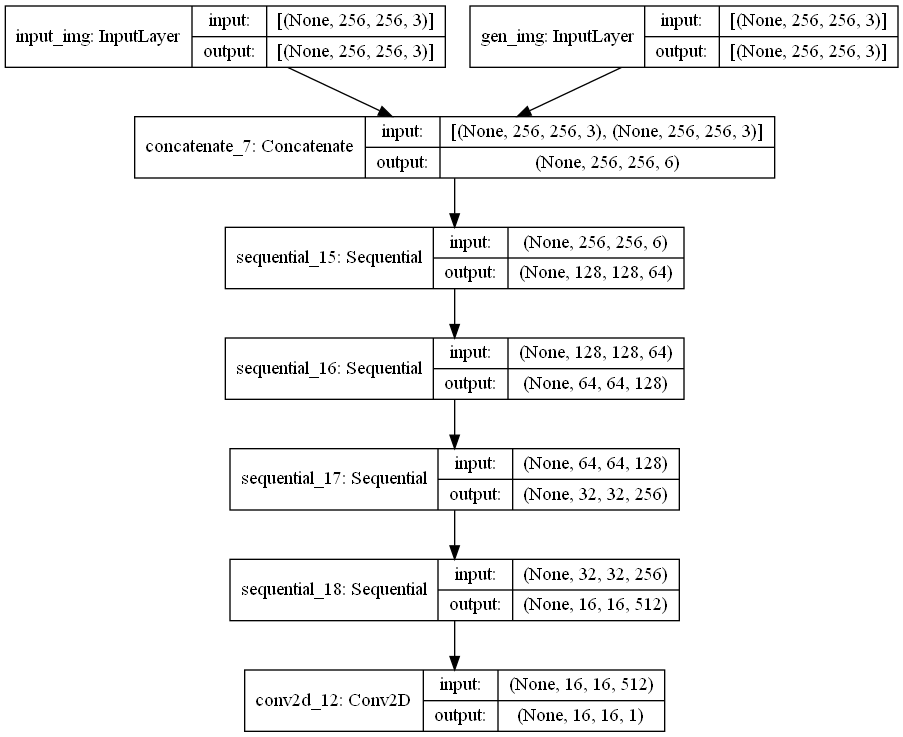 input_img: InputLayer
input: [(None, 256, 256, 3)]
output: [(None, 256, 256, 3)]
gen_img: InputLayer
input: [(None, 256, 256, 3)]
output: [(None, 256, 256, 3)]
concatenate_7: Concatenate
input: [(None, 256, 256, 3), (None, 256, 256, 3)]
output: (None, 256, 256, 6)
sequential_15: Sequential
input: (None, 256, 256, 6)
output: (None, 128, 128, 64)
sequential_16: Sequential
input: (None, 128, 128, 64)
output: (None, 64, 64, 128)
sequential_17: Sequential
input: (None, 64, 64, 128)
output: (None, 32, 32, 256)
sequential_18: Sequential
input: (None, 32, 32, 256)
output: (None, 16, 16, 512)
conv2d_12: Conv2D
input: (None, 16, 16, 512)
output: (None, 16, 16, 1)